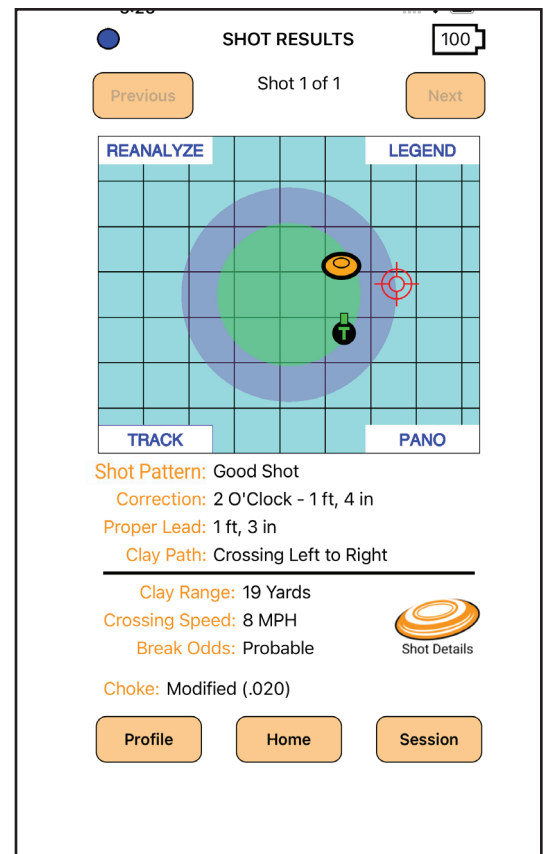 SHOT RESULTS
100
Previous
Shot 1 of 1
Next
REANALYZE
LEGEND
T
TRACK
PANO
Shot Pattern: Good Shot
Correction: 2 O'Clock - 1 ft, 4 in
Proper Lead: 1 ft, 3 in
Clay Path: Crossing Left to Right
Clay Range: 19 Yards
Crossing Speed: 8 MPH
Break Odds: Probable
Shot Details
Choke: Modified (.020)
Profile
Home
Session